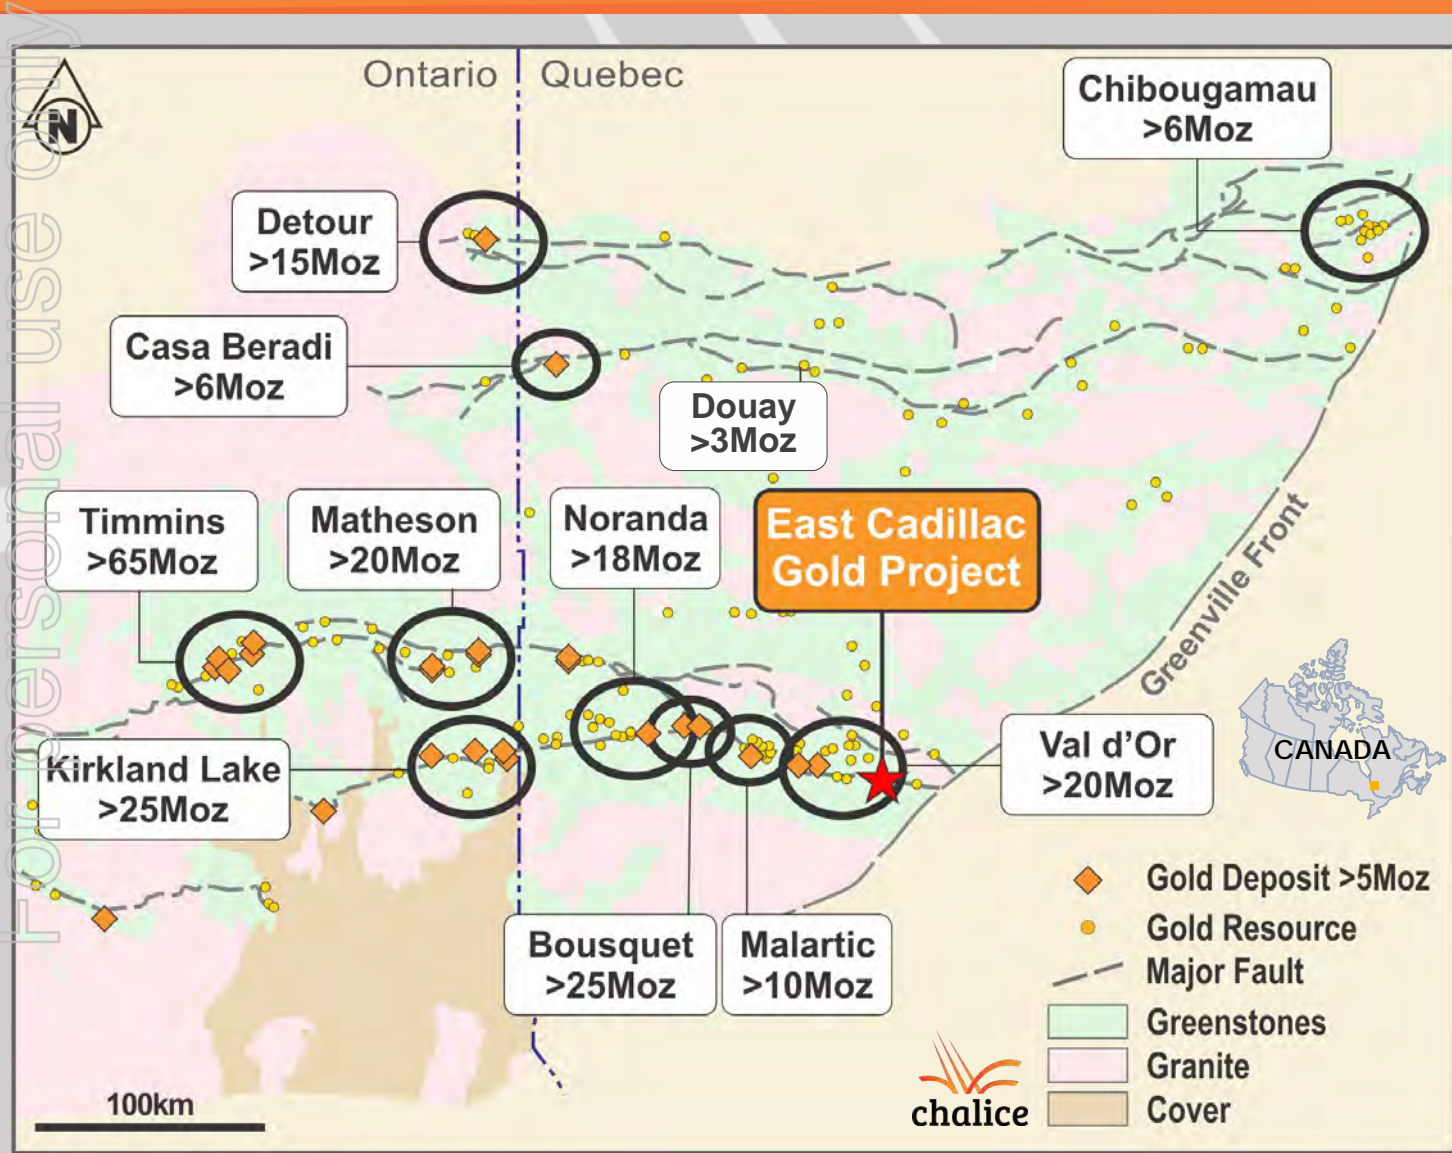 For personal use only
Ontario
Quebec
N
Chibougamau
>6Moz
Detour
>15Moz
Casa Beradi
>6Moz
Douay
>3Moz
Timmins
>65Moz
Matheson
>20Moz
Noranda
>18Moz
East Cadillac
Gold Project
Greenville Front
Kirkland Lake
>25Moz
Val d’Or
>20Moz
CANADA
Bousquet
>25Moz
Malartic
>10Moz
Gold Deposit >5Moz
Gold Resource
Major Fault
Greenstones
Granite
Cover
chalice
100km